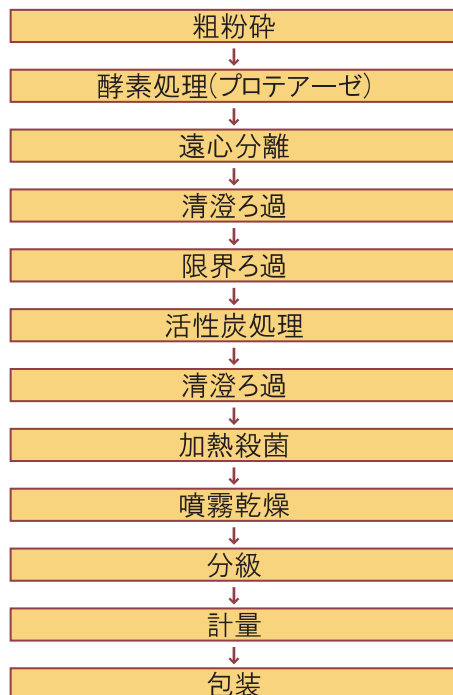 粗粉砕
↓
酵素処理(プロテアーゼ)
↓
遠心分離
↓
清澄ろ過
↓
限界ろ過
↓
活性炭処理
↓
清澄ろ過
↓
加熱殺菌
↓
噴霧乾燥
↓
分級
↓
計量
↓
包装